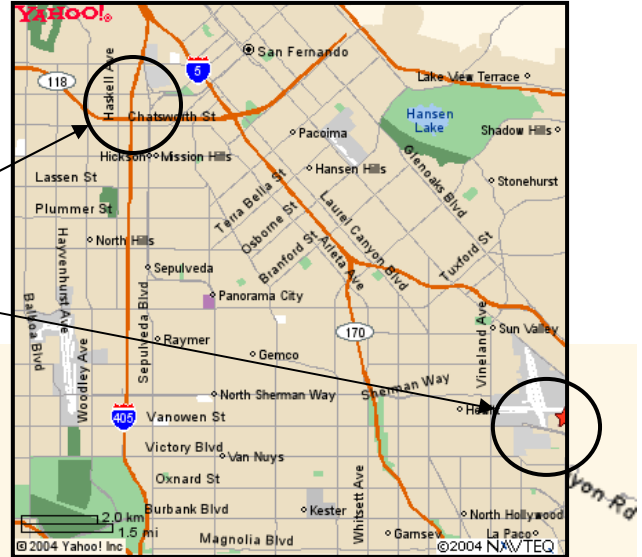 YAHOO!
San Fernando
5
118
Haskell Ave
Lake View Terrace
Chatsworth St
Hansen
Lake
Shadow Hills
Pacoima
Hickson
Mission Hills
Hansen Hills
Glenoaks Blvd
Lassen St
Stonehurst
Terra Bella St
Plummer St
Osborne St
Laurel Canyon Blvd
North Hills
Branford St
Arleta Ave
Tuxford St
Hayvenhurst Ave
Sepulveda
Panorama City
Balboa Blvd
Sepulveda Blvd
Vineland Ave
170
Sun Valley
Raymer
Woodley Ave
Gemco
Sherman Way
North Sherman Way
405
Vanowen St
Victory Blvd
Van Nuys
Oxnard St
Whitsett Ave
yon Rd
Burbank Blvd
Kester
North Hollywood
2.0 km
1.5 mi
Magnolia Blvd
Garnsey
La Paco
©2004 Yahoo! Inc
©2004 NAVTEQ